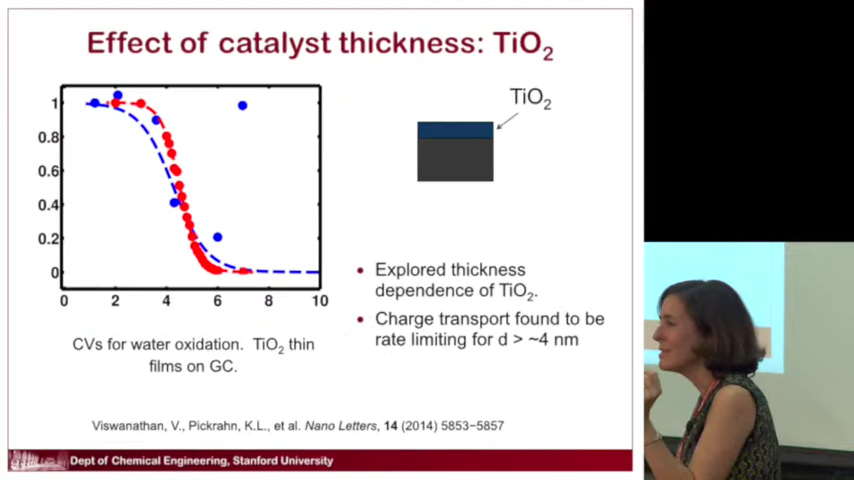 Effect of catalyst thickness: TiO₂
TiO₂
1
0.8
0.6
0.4
0.2
0
0 2 4 6 8 10
CVs for water oxidation. TiO₂ thin
films on GC.
• Explored thickness
dependence of TiO₂.
• Charge transport found to be
rate limiting for d > ~4 nm
Viswanathan, V., Pickrahn, K.L., et al. Nano Letters, 14 (2014) 5853−5857
Dept of Chemical Engineering, Stanford University